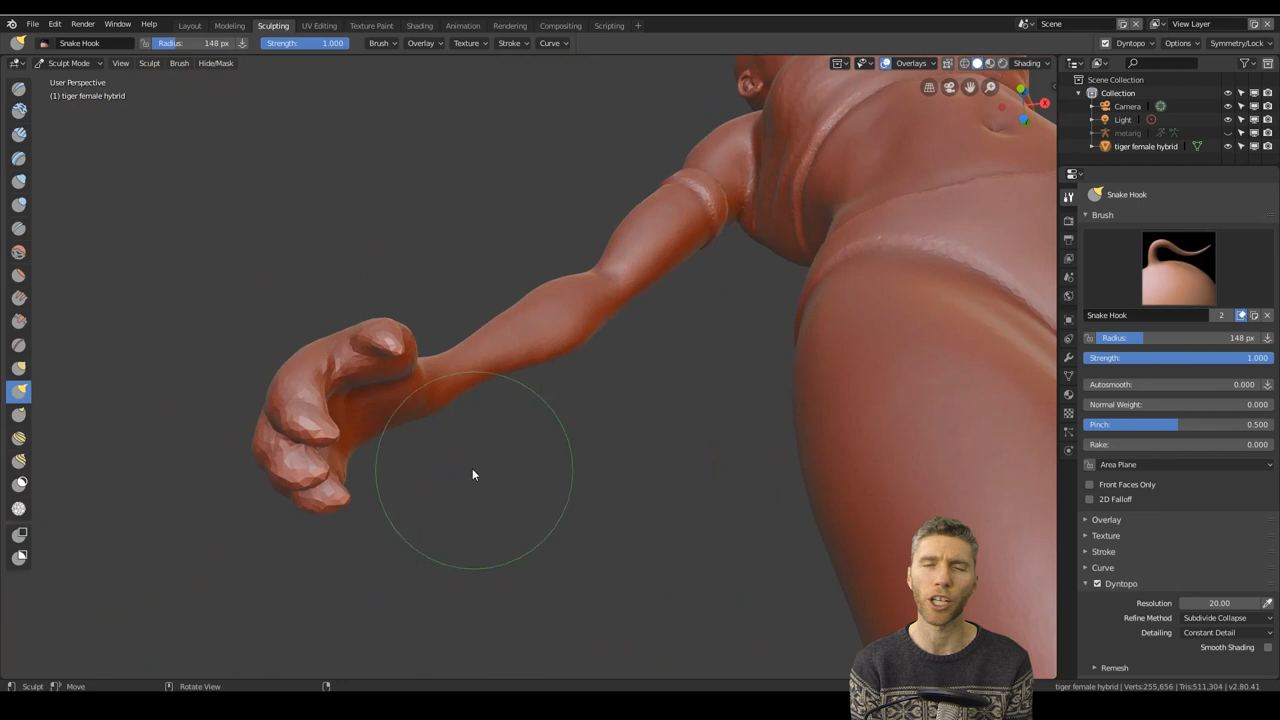 File Edit Render Window Help Layout Modeling Sculpting UV Editing Texture Paint Shading Animation Rendering Compositing Scripting + Scene View Layer
Snake Hook Radius: 148 px Strength: 1.000 Brush Overlay Texture Stroke Curve Dyntopo Options Symmetry/Lock
Sculpt Mode View Sculpt Brush Hide/Mask Overlays Shading
User Perspective
(1) tiger female hybrid
Scene Collection
Collection
Camera
Light
metarig
tiger female hybrid
X
Snake Hook
Brush
Snake Hook 2
Radius: 148 px
Strength: 1.000
Autosmooth: 0.000
Normal Weight: 0.000
Pinch: 0.500
Rake: 0.000
Area Plane
Front Faces Only
2D Falloff
Overlay
Texture
Stroke
Curve
Dyntopo
Resolution 20.00
Refine Method Subdivide Collapse
Detailing Constant Detail
Smooth Shading
Remesh
Sculpt Move Rotate View tiger female hybrid | Verts:255,656 | Tris:511,304 | v2.80.41